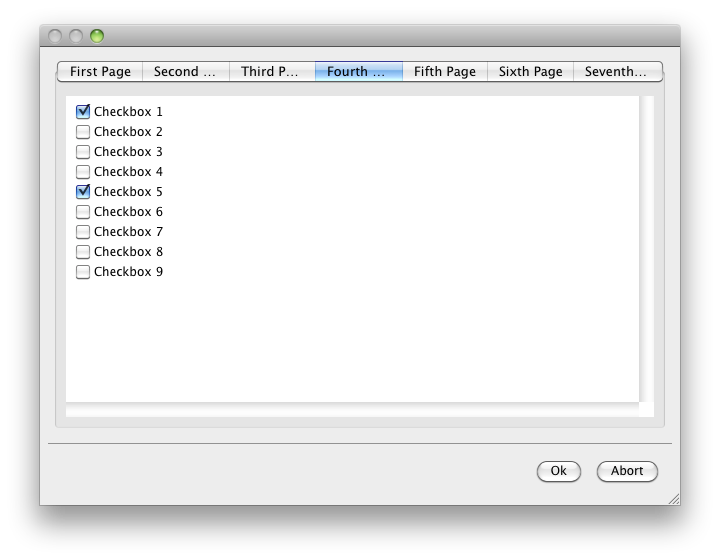 First Page Second ... Third P... Fourth ... Fifth Page Sixth Page Seventh...
Checkbox 1
Checkbox 2
Checkbox 3
Checkbox 4
Checkbox 5
Checkbox 6
Checkbox 7
Checkbox 8
Checkbox 9
Ok Abort